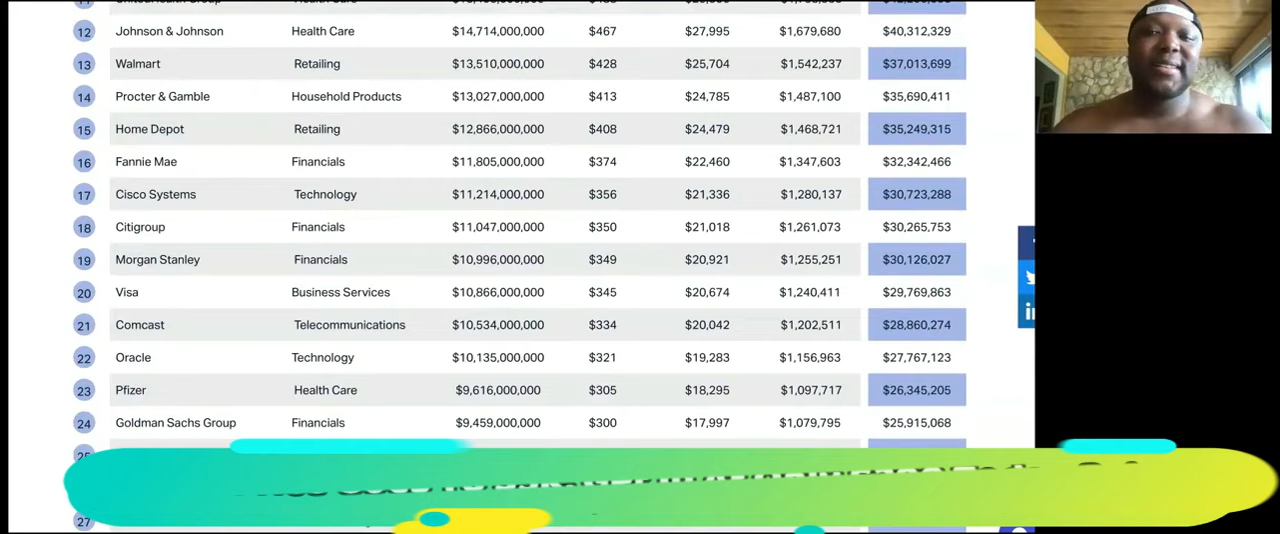 12 Johnson & Johnson Health Care $14,714,000,000 $467 $27,995 $1,679,680 $40,312,329
13 Walmart Retailing $13,510,000,000 $428 $25,704 $1,542,237 $37,013,699
14 Procter & Gamble Household Products $13,027,000,000 $413 $24,785 $1,487,100 $35,690,411
15 Home Depot Retailing $12,866,000,000 $408 $24,479 $1,468,721 $35,249,315
16 Fannie Mae Financials $11,805,000,000 $374 $22,460 $1,347,603 $32,342,466
17 Cisco Systems Technology $11,214,000,000 $356 $21,336 $1,280,137 $30,723,288
18 Citigroup Financials $11,047,000,000 $350 $21,018 $1,261,073 $30,265,753
19 Morgan Stanley Financials $10,996,000,000 $349 $20,921 $1,255,251 $30,126,027
20 Visa Business Services $10,866,000,000 $345 $20,674 $1,240,411 $29,769,863
21 Comcast Telecommunications $10,534,000,000 $334 $20,042 $1,202,511 $28,860,274
22 Oracle Technology $10,135,000,000 $321 $19,283 $1,156,963 $27,767,123
23 Pfizer Health Care $9,616,000,000 $305 $18,295 $1,097,717 $26,345,205
24 Goldman Sachs Group Financials $9,459,000,000 $300 $17,997 $1,079,795 $25,915,068
27